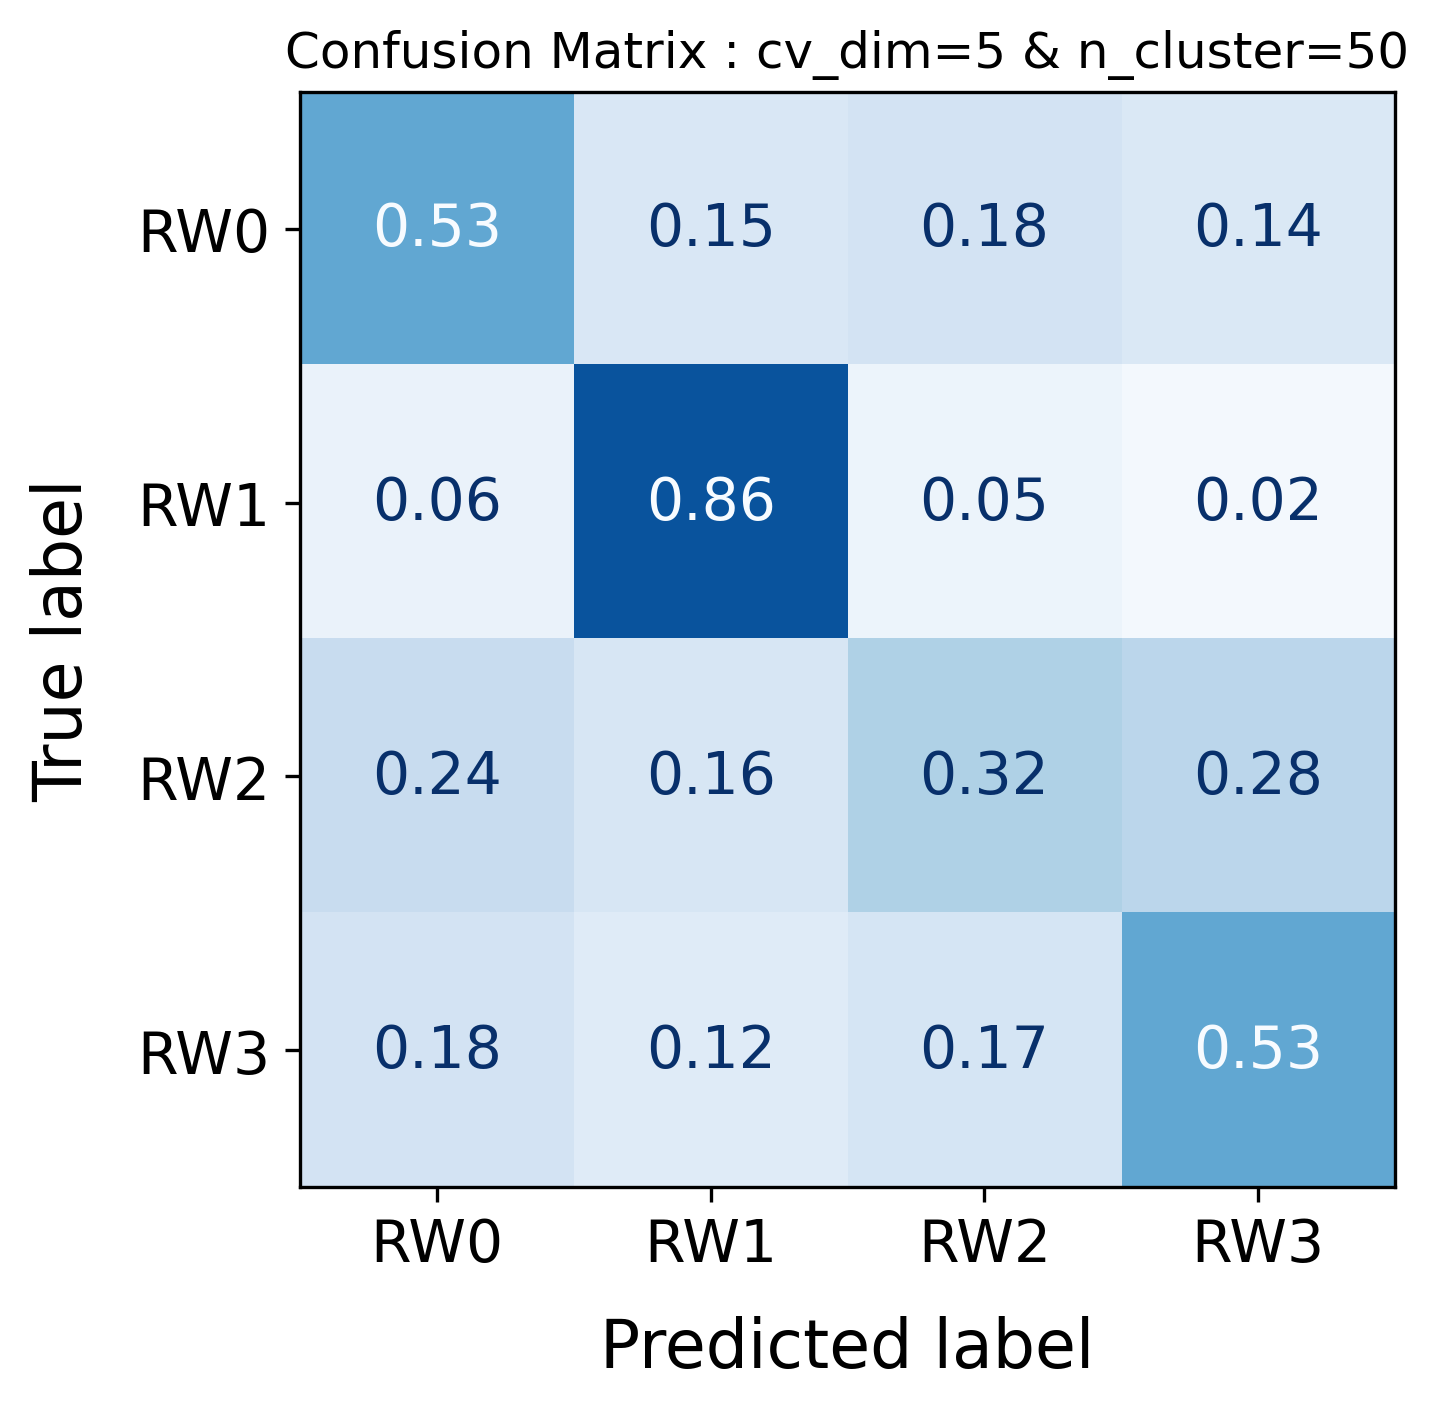 Confusion Matrix : cv_dim=5 & n_cluster=50
True label
RW0 0.53 0.15 0.18 0.14
RW1 0.06 0.86 0.05 0.02
RW2 0.24 0.16 0.32 0.28
RW3 0.18 0.12 0.17 0.53
RW0 RW1 RW2 RW3
Predicted label